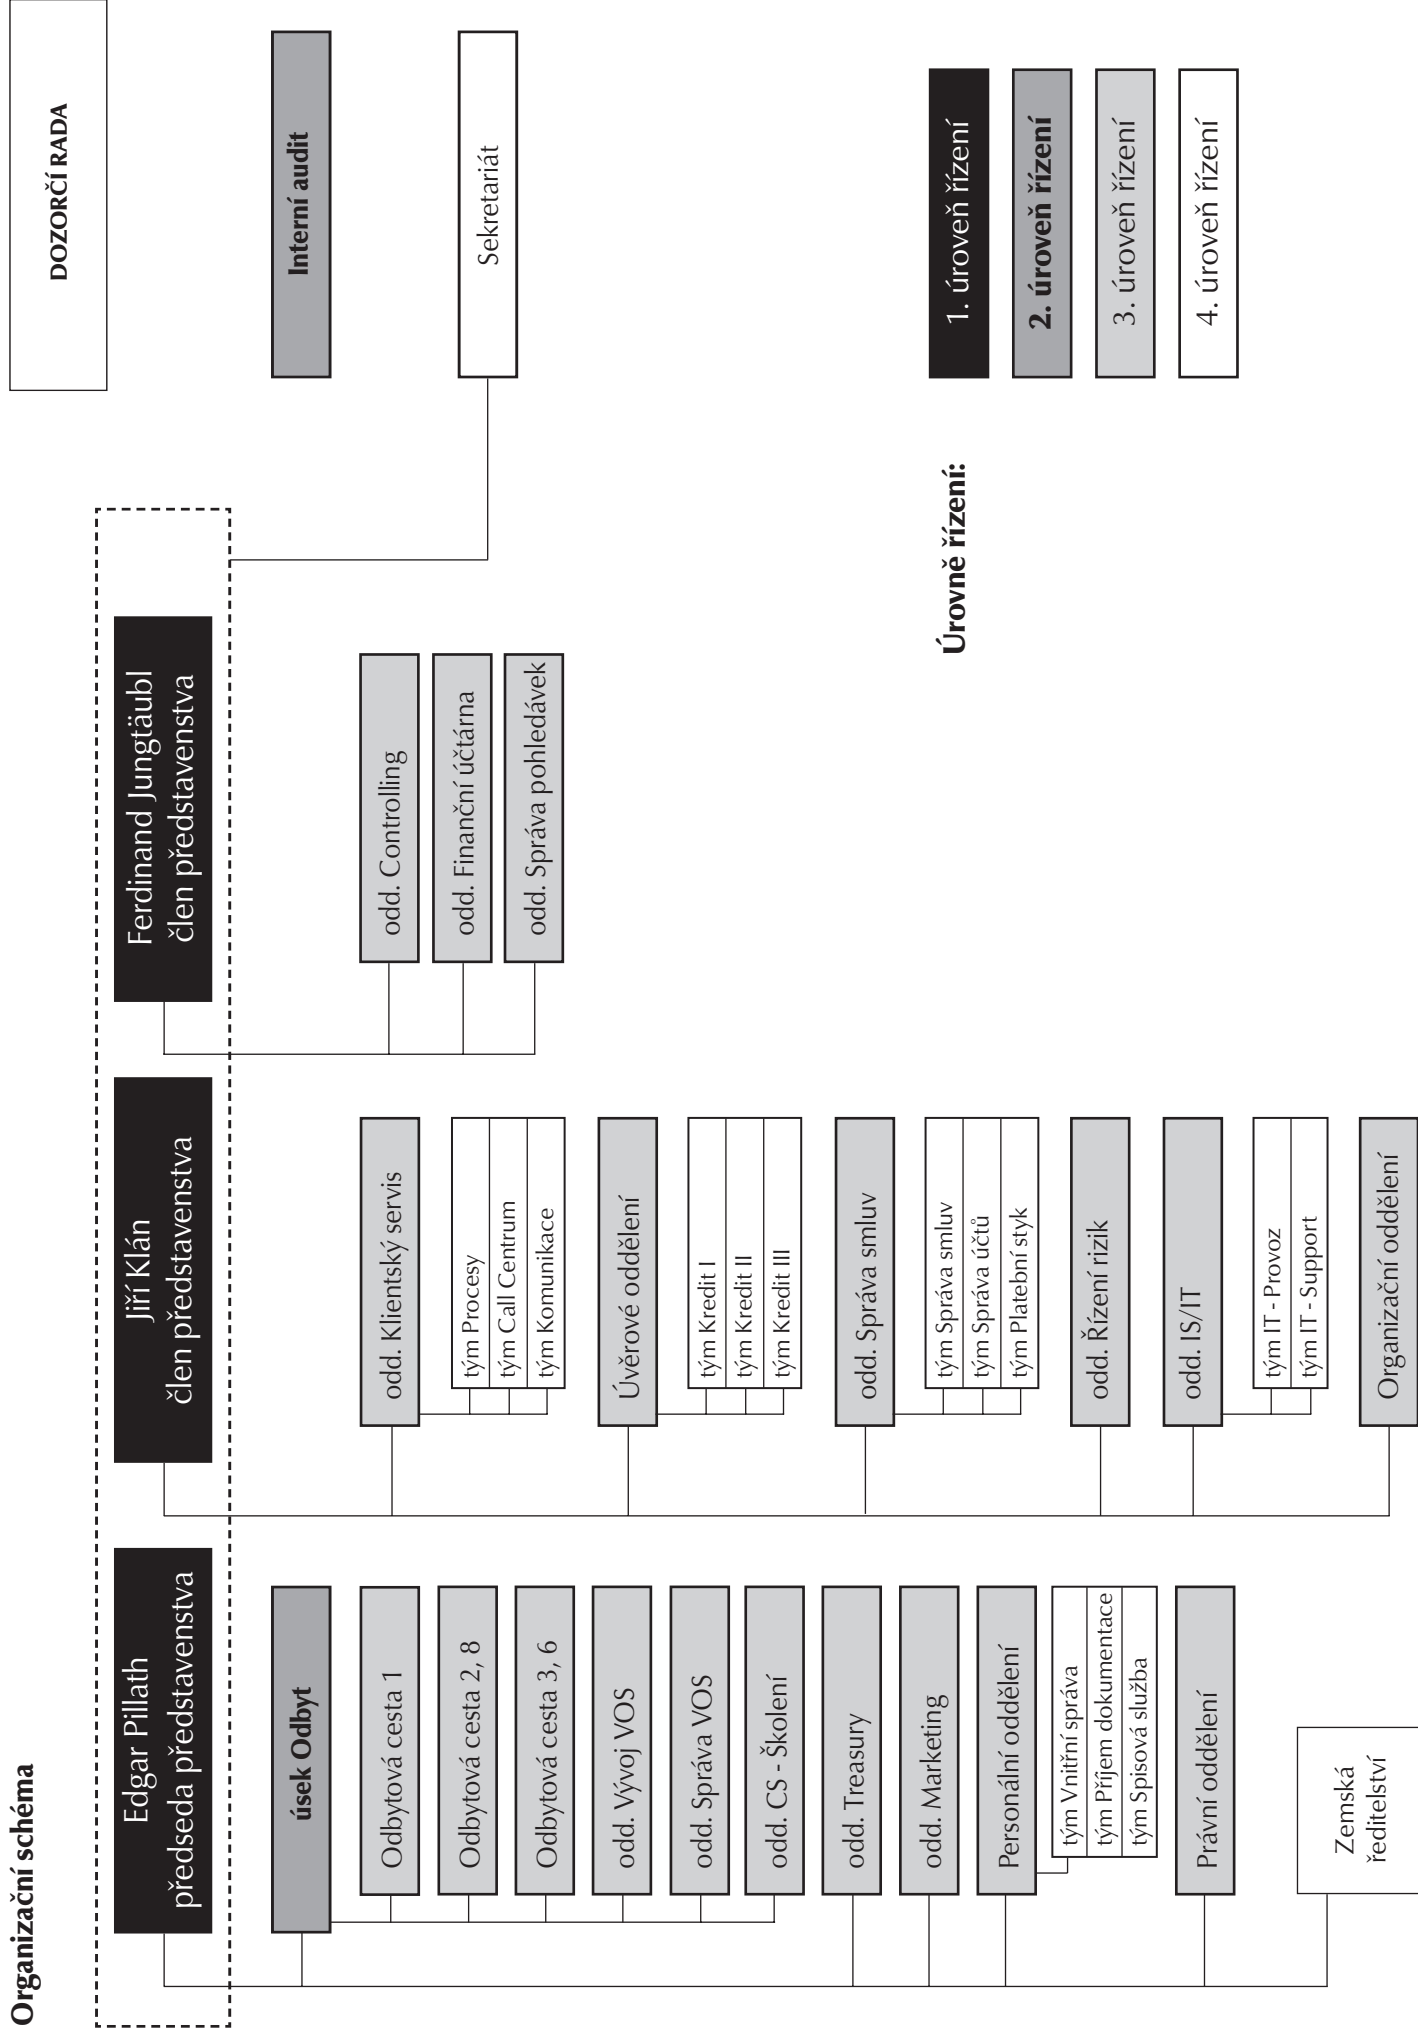 Organizační schéma
DOZORČÍ RADA
Edgar Pillath
předseda představenstva
Jiří Klán
člen představenstva
Ferdinand Jungtäubl
člen představenstva
Interní audit
Sekretariát
úsek Odbyt
Odbytová cesta 1
Odbytová cesta 2, 8
Odbytová cesta 3, 6
odd. Vývoj VOS
odd. Správa VOS
odd. CS - Školení
odd. Treasury
odd. Marketing
Personální oddělení
tým Vnitřní správa
tým Příjem dokumentace
tým Spisová služba
Právní oddělení
Zemská
ředitelství
odd. Klientský servis
tým Procesy
tým Call Centrum
tým Komunikace
Úvěrové oddělení
tým Kredit I
tým Kredit II
tým Kredit III
odd. Správa smluv
tým Správa smluv
tým Správa účtů
tým Platební styk
odd. Řízení rizik
odd. IS/IT
tým IT - Provoz
tým IT - Support
Organizační oddělení
odd. Controlling
odd. Finanční účtárna
odd. Správa pohledávek
Úrovně řízení:
1. úroveň řízení
2. úroveň řízení
3. úroveň řízení
4. úroveň řízení